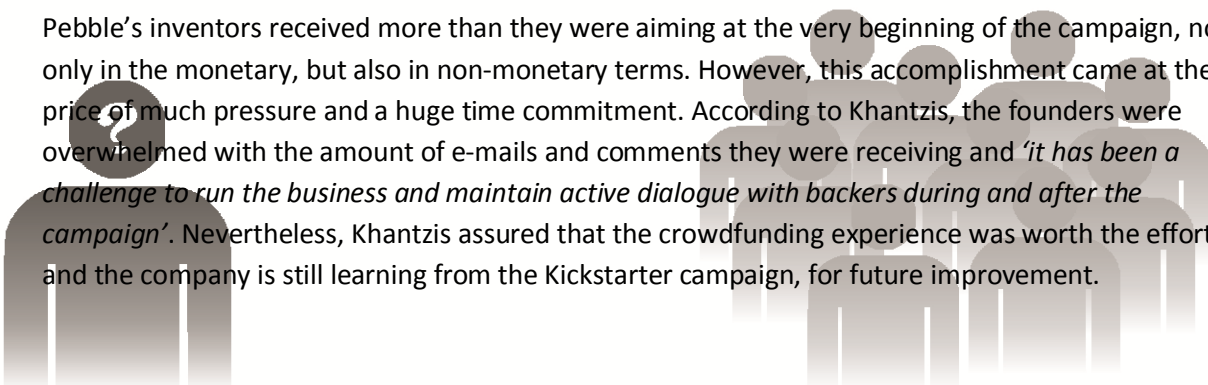 Pebble’s inventors received more than they were aiming at the very beginning of the campaign, no
only in the monetary, but also in non-monetary terms. However, this accomplishment came at the
price of much pressure and a huge time commitment. According to Khantzis, the founders were
overwhelmed with the amount of e-mails and comments they were receiving and ‘it has been a
challenge to run the business and maintain active dialogue with backers during and after the
campaign’. Nevertheless, Khantzis assured that the crowdfunding experience was worth the effort
and the company is still learning from the Kickstarter campaign, for future improvement.
?